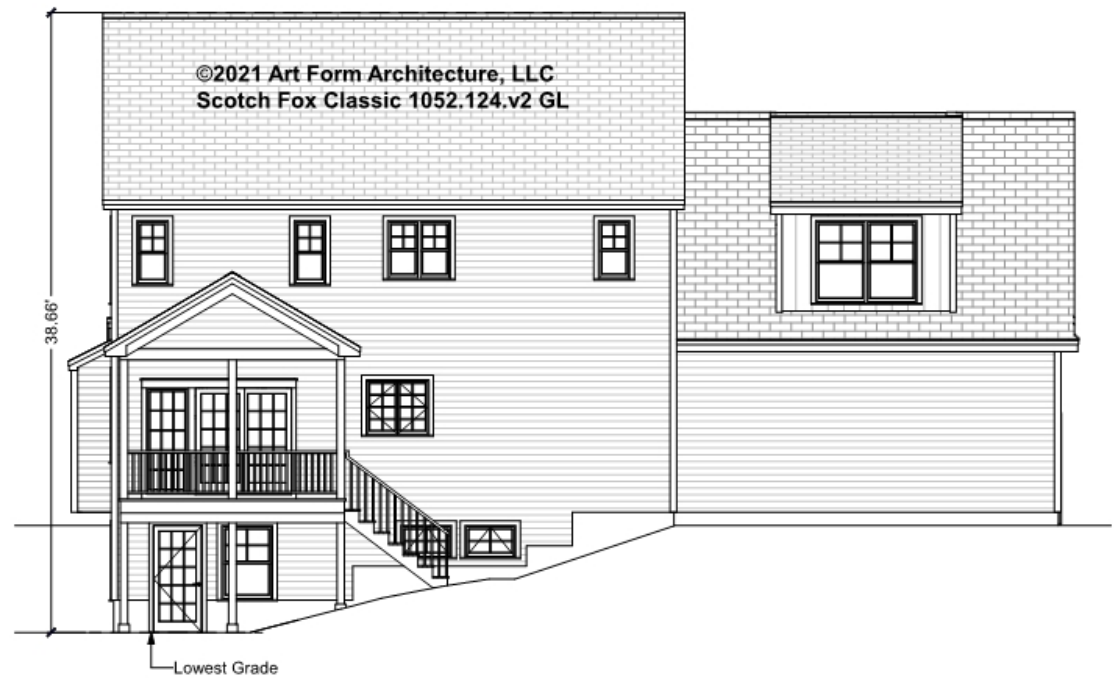 ©2021 Art Form Architecture, LLC
Scotch Fox Classic 1052.124.v2 GL
38.66'
Lowest Grade